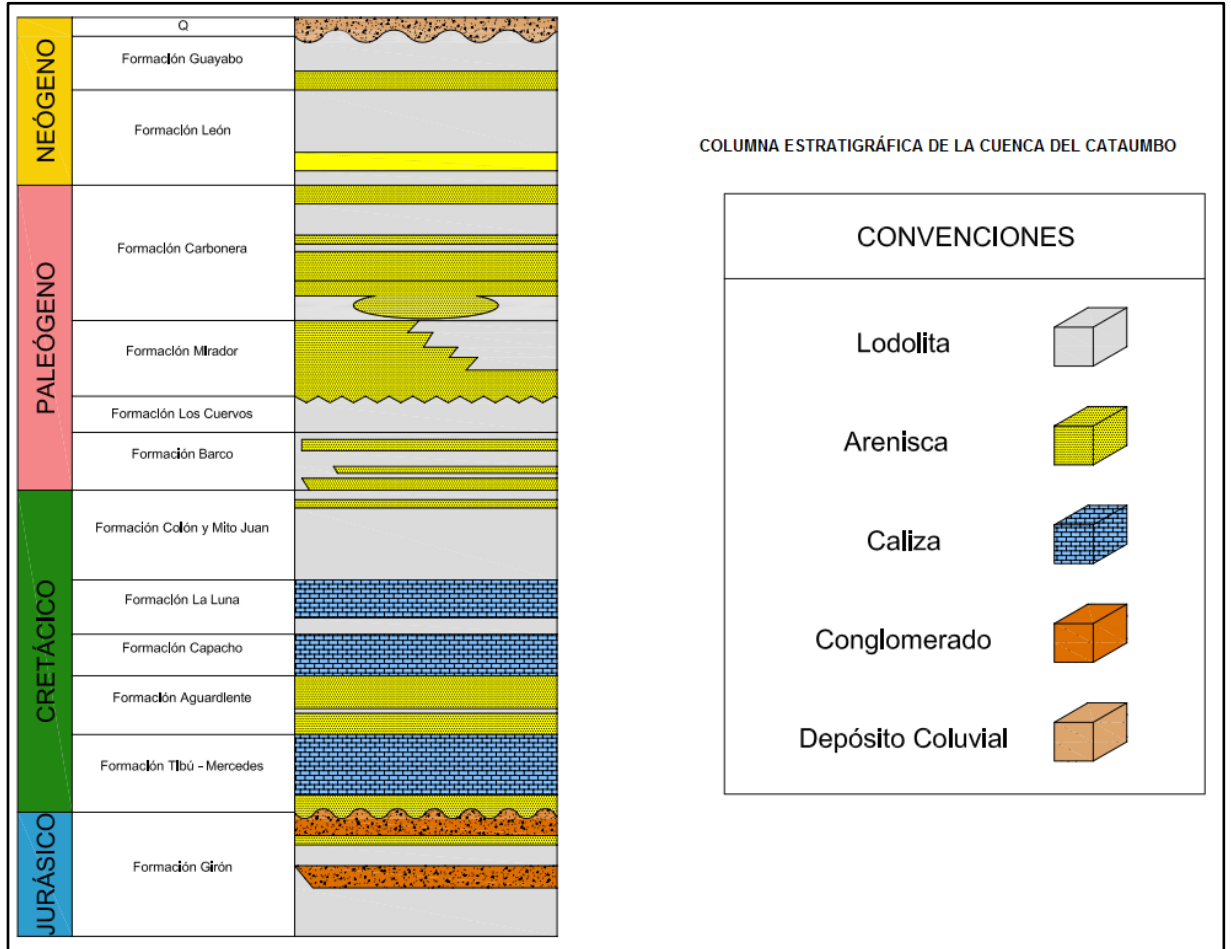 NEÓGENO
Q
Formación Guayabo
Formación León
PALEÓGENO
Formación Carbonera
Formación Mirador
Formación Los Cuervos
Formación Barco
CRETÁCICO
Formación Colón y Mito Juan
Formación La Luna
Formación Capacho
Formación Aguardiente
Formación Tibú - Mercedes
JURÁSICO
Formación Girón
COLUMNA ESTRATIGRÁFICA DE LA CUENCA DEL CATAUMBO
CONVENCIONES
Lodolita
Arenisca
Caliza
Conglomerado
Depósito Coluvial